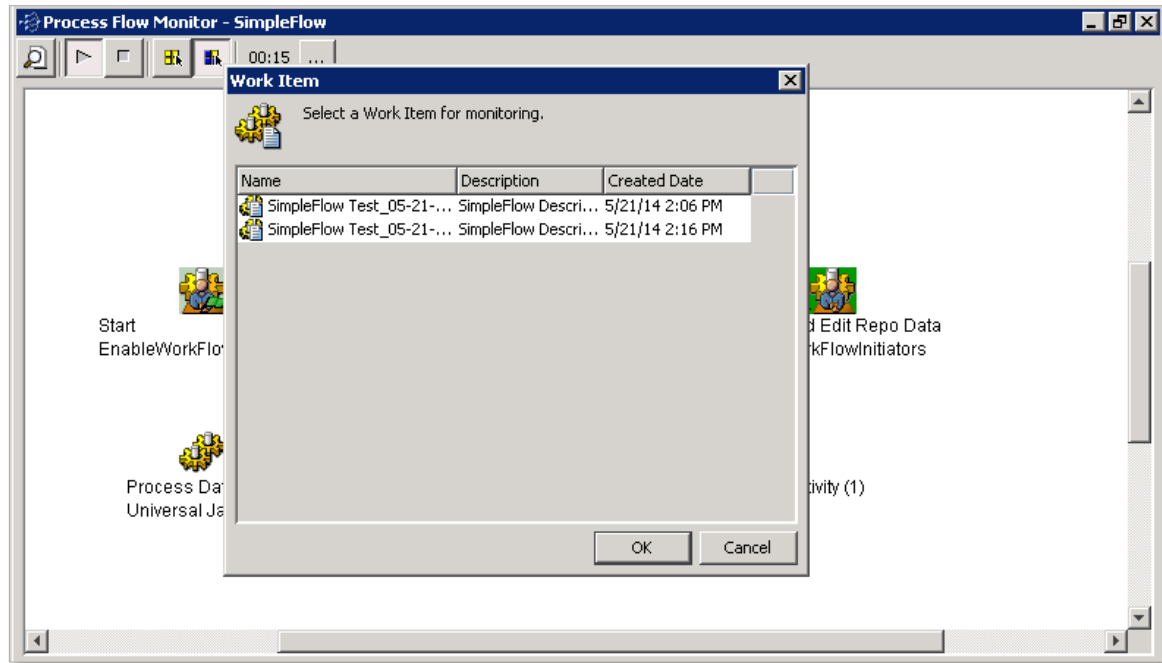 Process Flow Monitor - SimpleFlow
00:15 ...
Work Item
Select a Work Item for monitoring.
Name Description Created Date
SimpleFlow Test_05-21-... SimpleFlow Descri... 5/21/14 2:06 PM
SimpleFlow Test_05-21-... SimpleFlow Descri... 5/21/14 2:16 PM
Start
d Edit Repo Data
EnableWorkFlo
kFlowInitiators
Process Da
tivity (1)
Universal Ja
OK Cancel